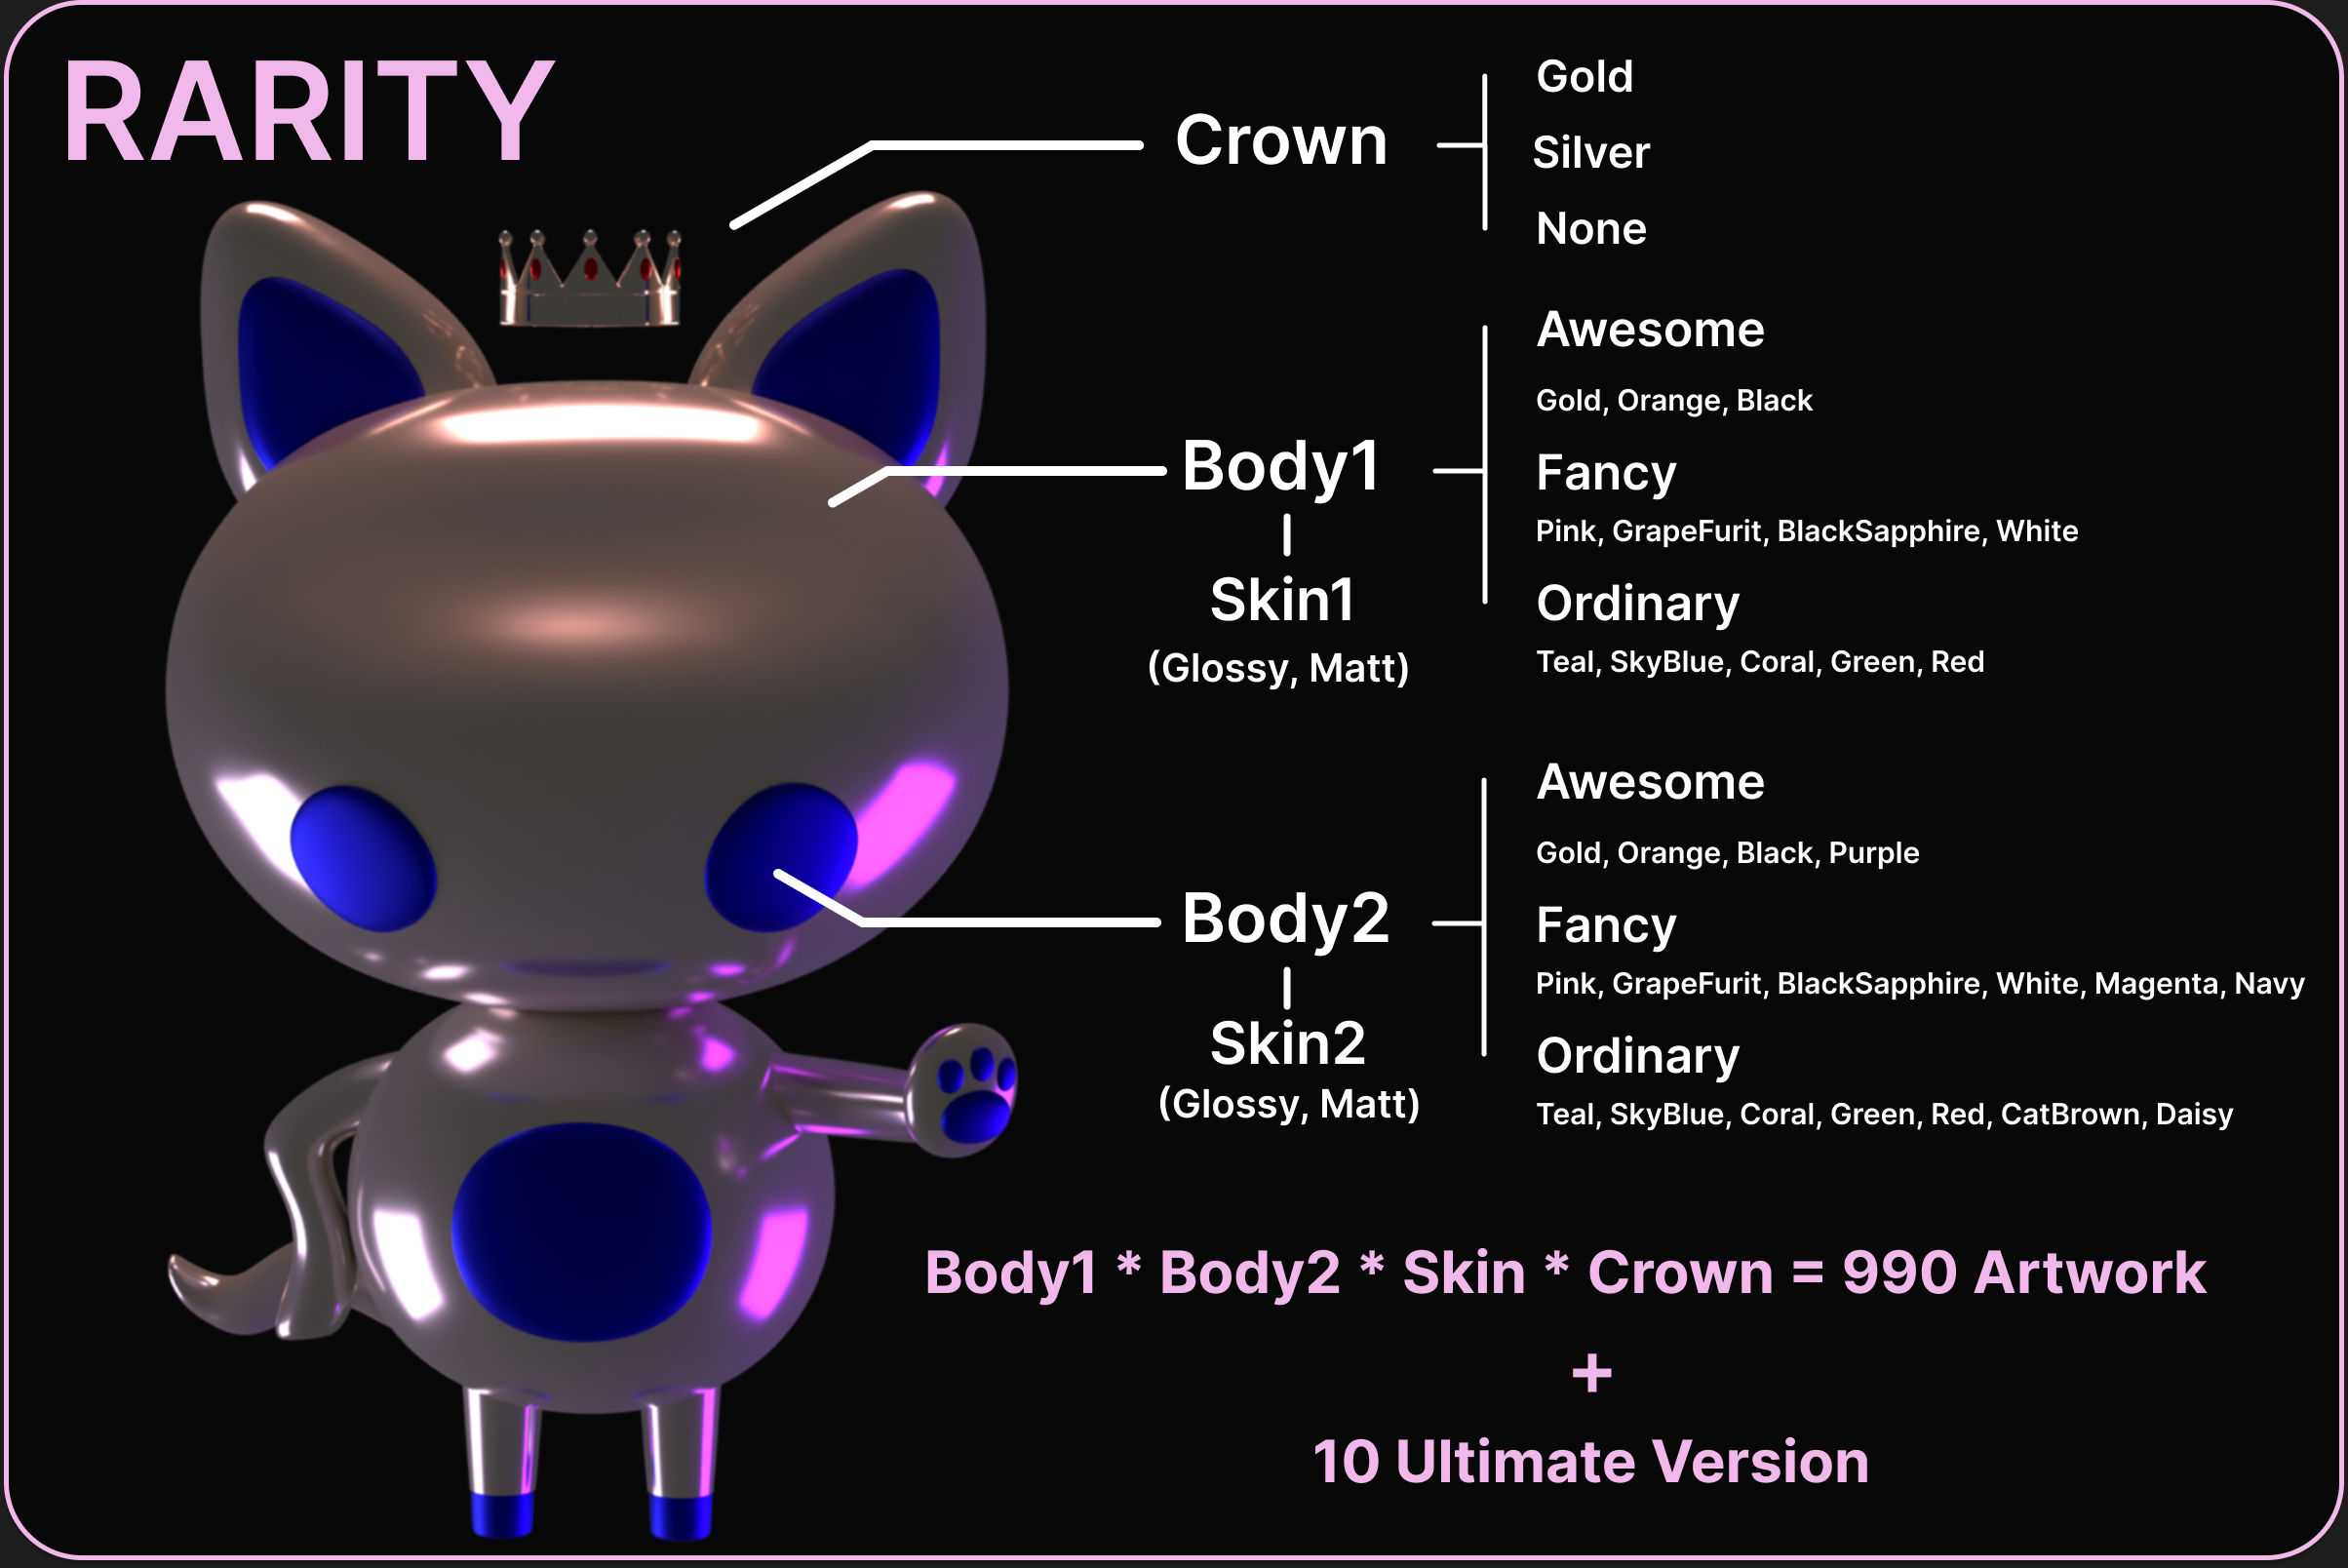 RARITY
Crown
Gold
Silver
None
Body1
Skin1
(Glossy, Matt)
Awesome
Gold, Orange, Black
Fancy
Pink, GrapeFurit, BlackSapphire, White
Ordinary
Teal, SkyBlue, Coral, Green, Red
Body2
Skin2
(Glossy, Matt)
Awesome
Gold, Orange, Black, Purple
Fancy
Pink, GrapeFurit, BlackSapphire, White, Magenta, Navy
Ordinary
Teal, SkyBlue, Coral, Green, Red, CatBrown, Daisy
Body1 * Body2 * Skin * Crown = 990 Artwork
+
10 Ultimate Version